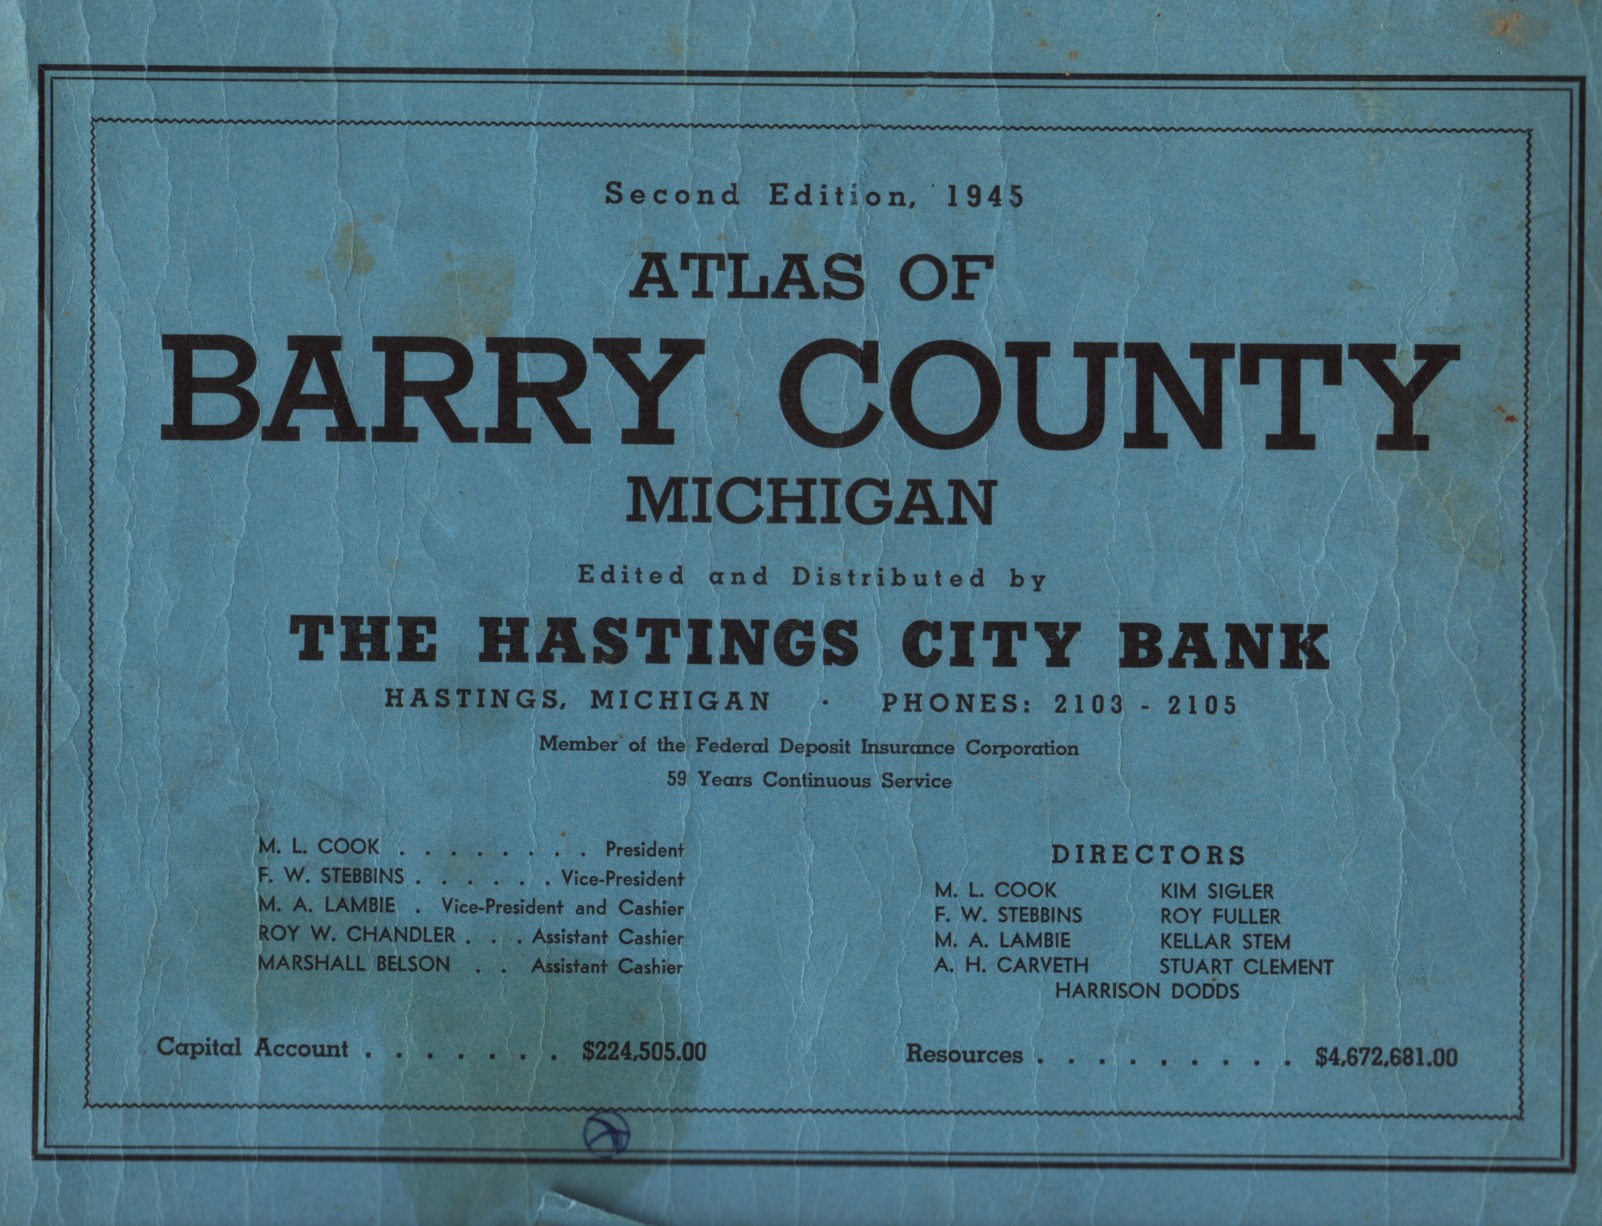 Second Edition, 1945
ATLAS OF
BARRY COUNTY
MICHIGAN
Edited and Distributed by
THE HASTINGS CITY BANK
HASTINGS, MICHIGAN · PHONES: 2103 - 2105
Member of the Federal Deposit Insurance Corporation
59 Years Continuous Service
M. L. COOK . . . . . . . . . President
F. W. STEBBINS . . . . . . Vice-President
M. A. LAMBIE . Vice-President and Cashier
ROY W. CHANDLER . . . Assistant Cashier
MARSHALL BELSON . . Assistant Cashier
DIRECTORS
M. L. COOK KIM SIGLER
F. W. STEBBINS ROY FULLER
M. A. LAMBIE KELLAR STEM
A. H. CARVETH STUART CLEMENT
HARRISON DODDS
Capital Account . . . . . . . $224,505.00
Resources . . . . . . . . . $4,672,681.00